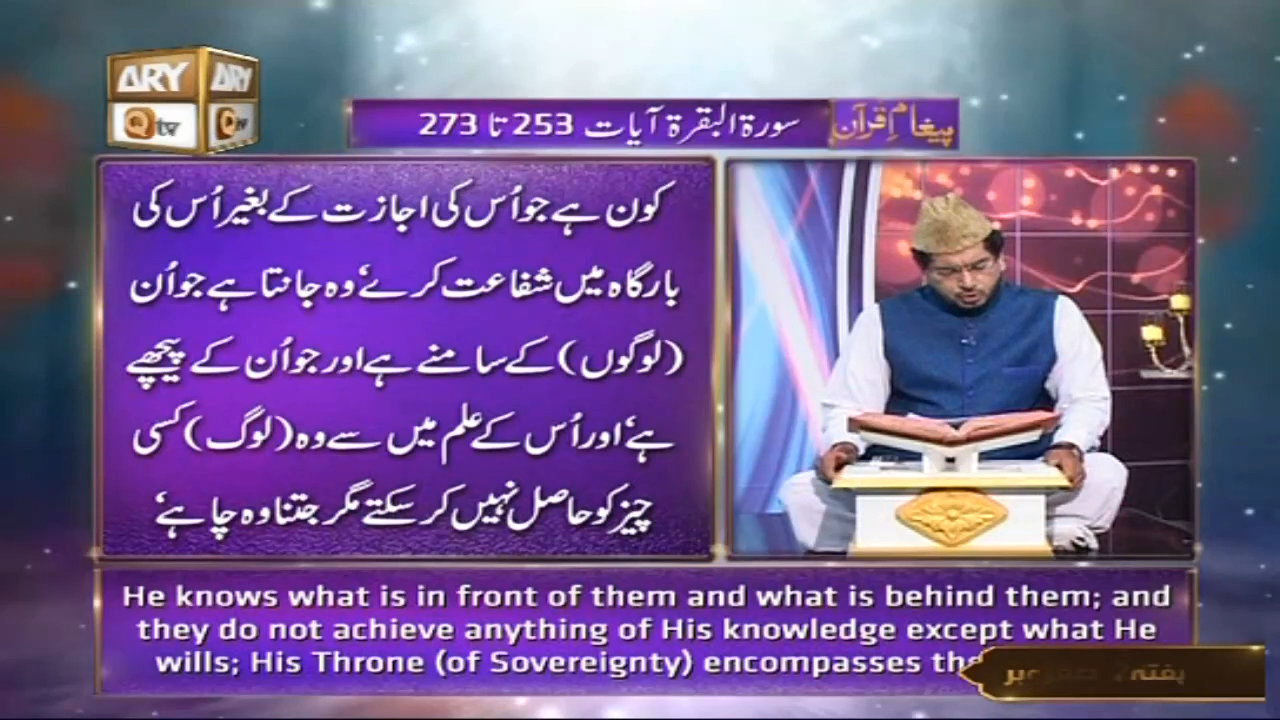 ARY
ARY
Qtv
Qtv
پیغامِ قرآن
سورۃ البقرۃ آیات 253 تا 273
کون ہے جو اُس کی اجازت کے بغیر اُس کی
بارگاہ میں شفاعت کرے‘ وہ جانتا ہے جو اُن
(لوگوں) کے سامنے ہے اور جو اُن کے پیچھے
ہے‘ اور اُس کے علم میں سے وہ (لوگ) کسی
چیز کو حاصل نہیں کر سکتے مگر جتنا وہ چاہے‘
He knows what is in front of them and what is behind them; and
they do not achieve anything of His knowledge except what He
wills; His Throne (of Sovereignty) encompasses the